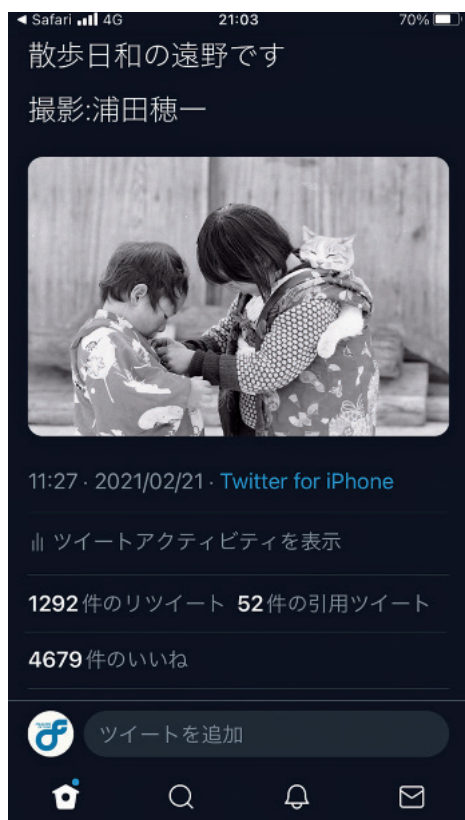 Safari 4G 21:03 70%
散歩日和の遠野です
撮影:浦田穂一
11:27 · 2021/02/21 · Twitter for iPhone
ツイートアクティビティを表示
1292件のリツイート 52件の引用ツイート
4679件のいいね
ツイートを追加